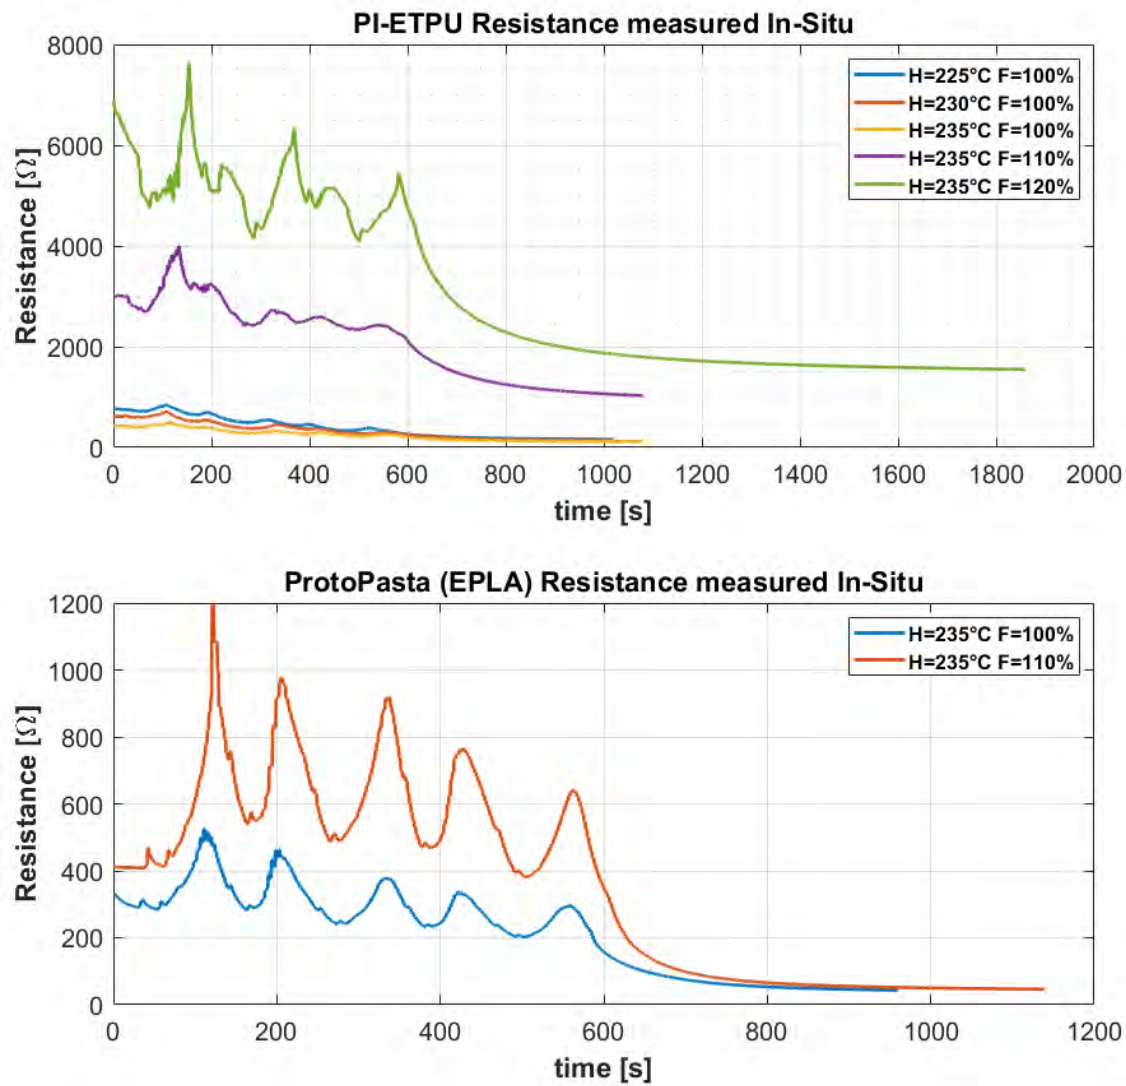 PI-ETPU Resistance measured In-Situ
8000
6000
4000
2000
0
Resistance [Ω]
H=225°C F=100%
H=230°C F=100%
H=235°C F=100%
H=235°C F=110%
H=235°C F=120%
0 200 400 600 800 1000 1200 1400 1600 1800 2000
time [s]
ProtoPasta (EPLA) Resistance measured In-Situ
1200
1000
800
600
400
200
0
Resistance [Ω]
H=235°C F=100%
H=235°C F=110%
0 200 400 600 800 1000 1200
time [s]